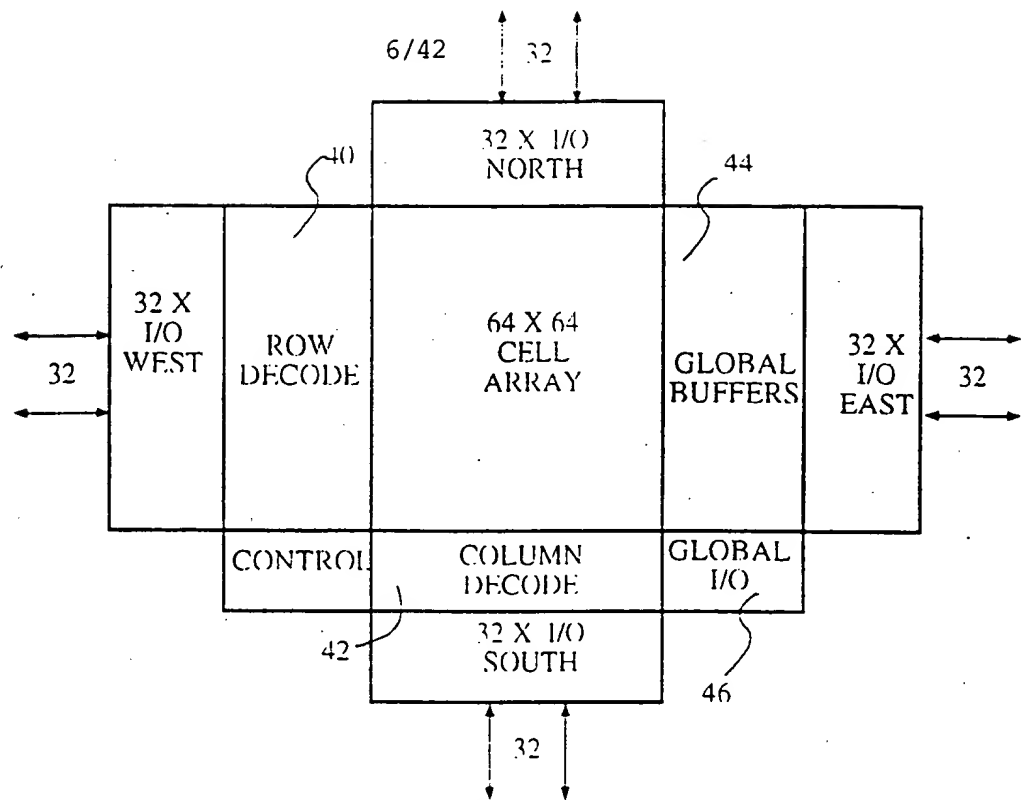 6/42 32
32 X I/O
NORTH
40
44
32 X
I/O
WEST
32
ROW
DECODE
64 X 64
CELL
ARRAY
GLOBAL
BUFFERS
32 X
I/O
EAST
32
CONTROL
COLUMN
DECODE
GLOBAL
I/O
42
32 X I/O
SOUTH
46
32